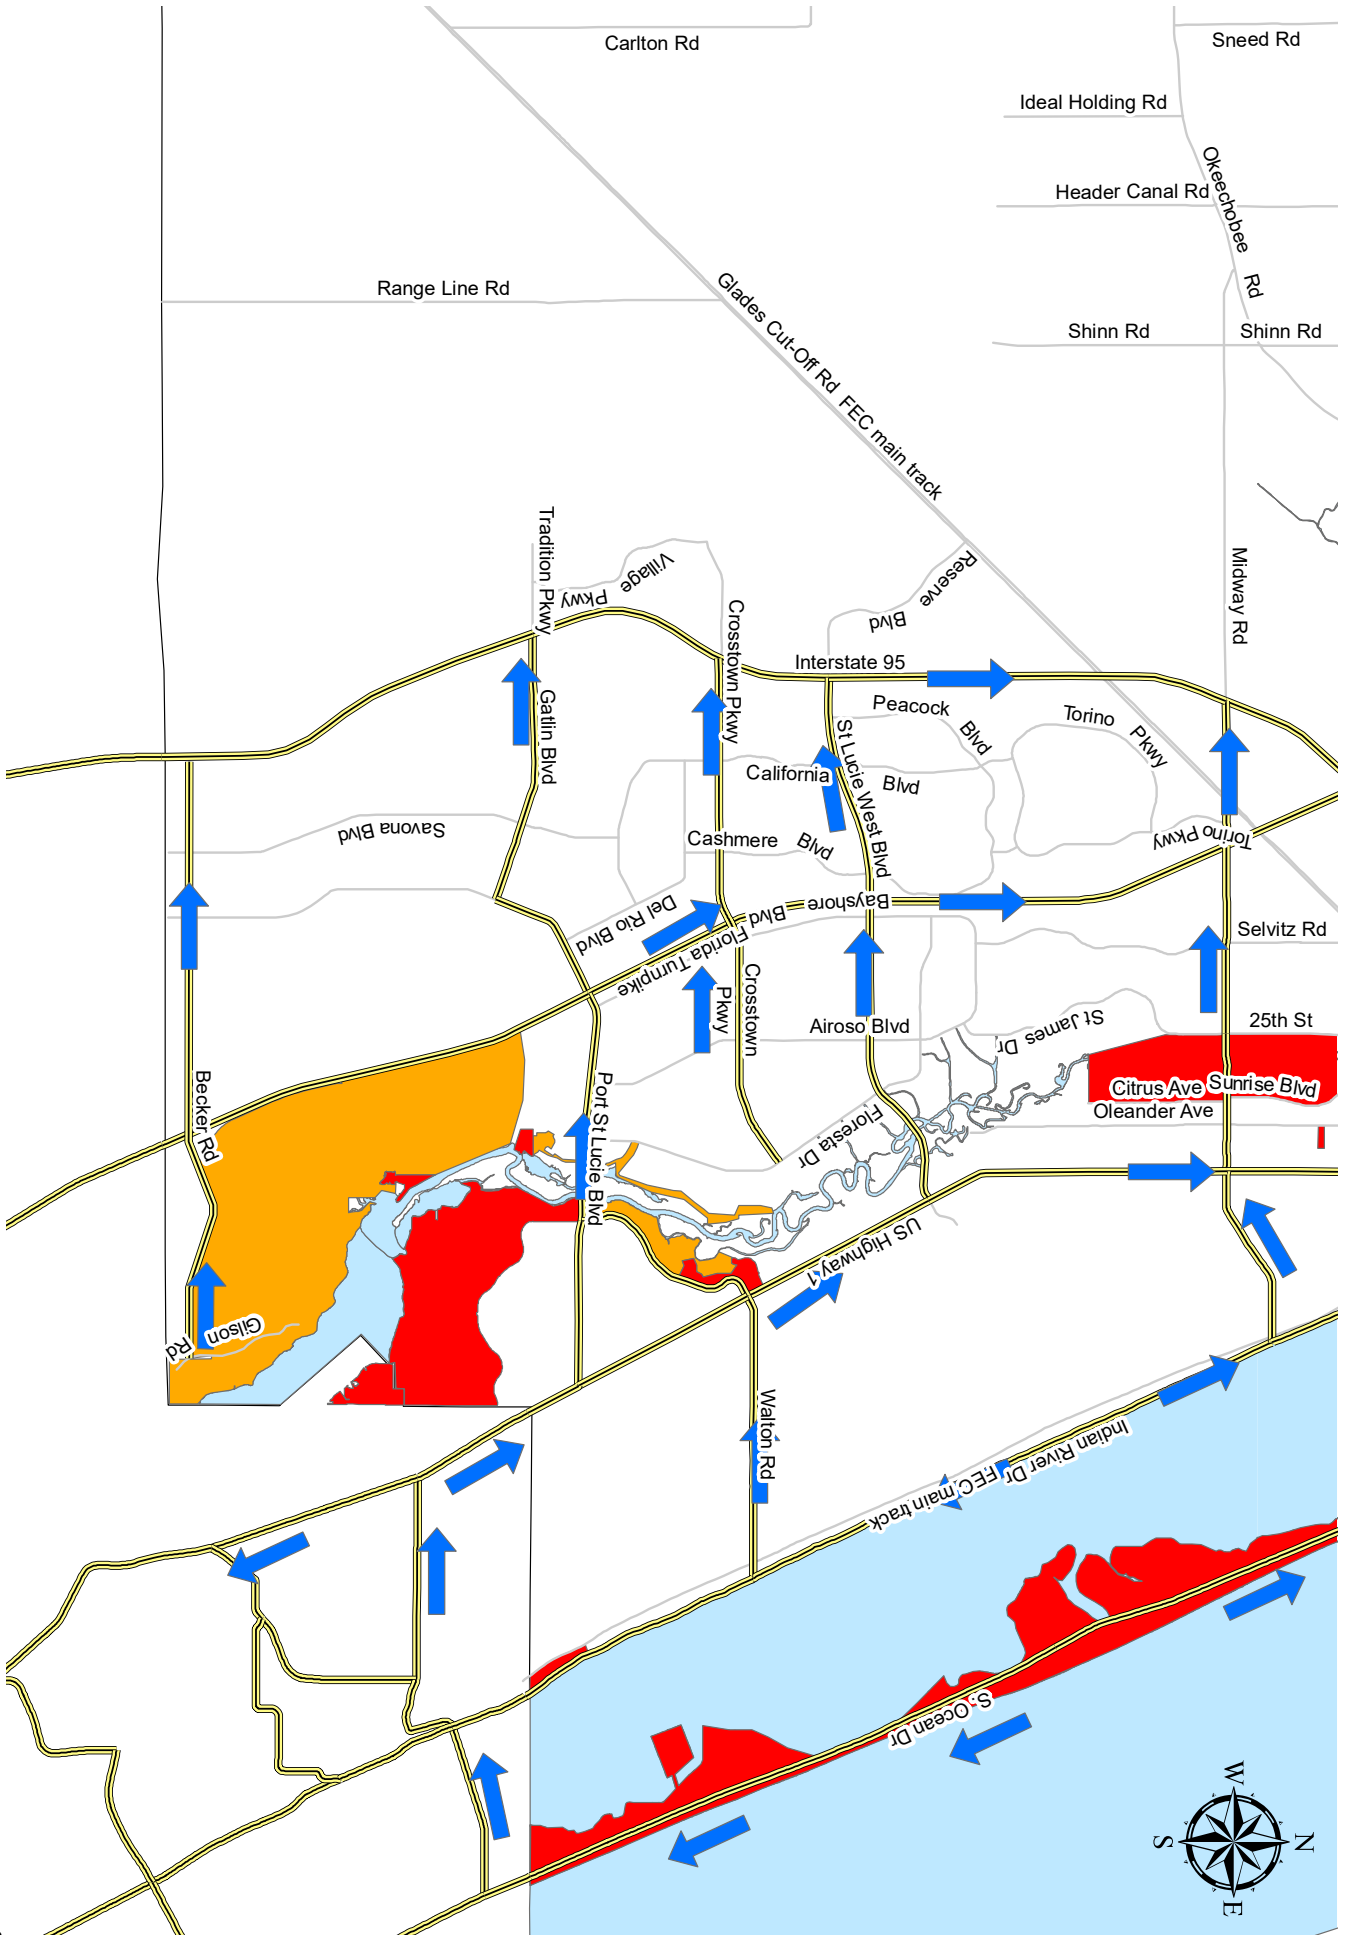 Carlton Rd
Sneed Rd
Ideal Holding Rd
Okeechobee Rd
Header Canal Rd
Range Line Rd
Glades Cut-Off Rd
FEC main track
Shinn Rd
Shinn Rd
Tradition Pkwy
Village Pkwy
Reserve Blvd
Midway Rd
Crosstown Pkwy
Interstate 95
Gatlin Blvd
Peacock Blvd
Torino Pkwy
St Lucie West Blvd
California Blvd
Savona Blvd
Cashmere Blvd
Torino Pkwy
Del Rio Blvd
Bayshore Blvd
Florida Turnpike
Selvitz Rd
Crosstown Pkwy
Airoso Blvd
St James Dr
25th St
Becker Rd
Port St Lucie Blvd
Citrus Ave
Sunrise Blvd
Oleander Ave
Floresta Dr
US Highway 1
Gilson Rd
Walton Rd
Indian River Dr
FEC main track
S. Ocean Dr
W
N
S
E